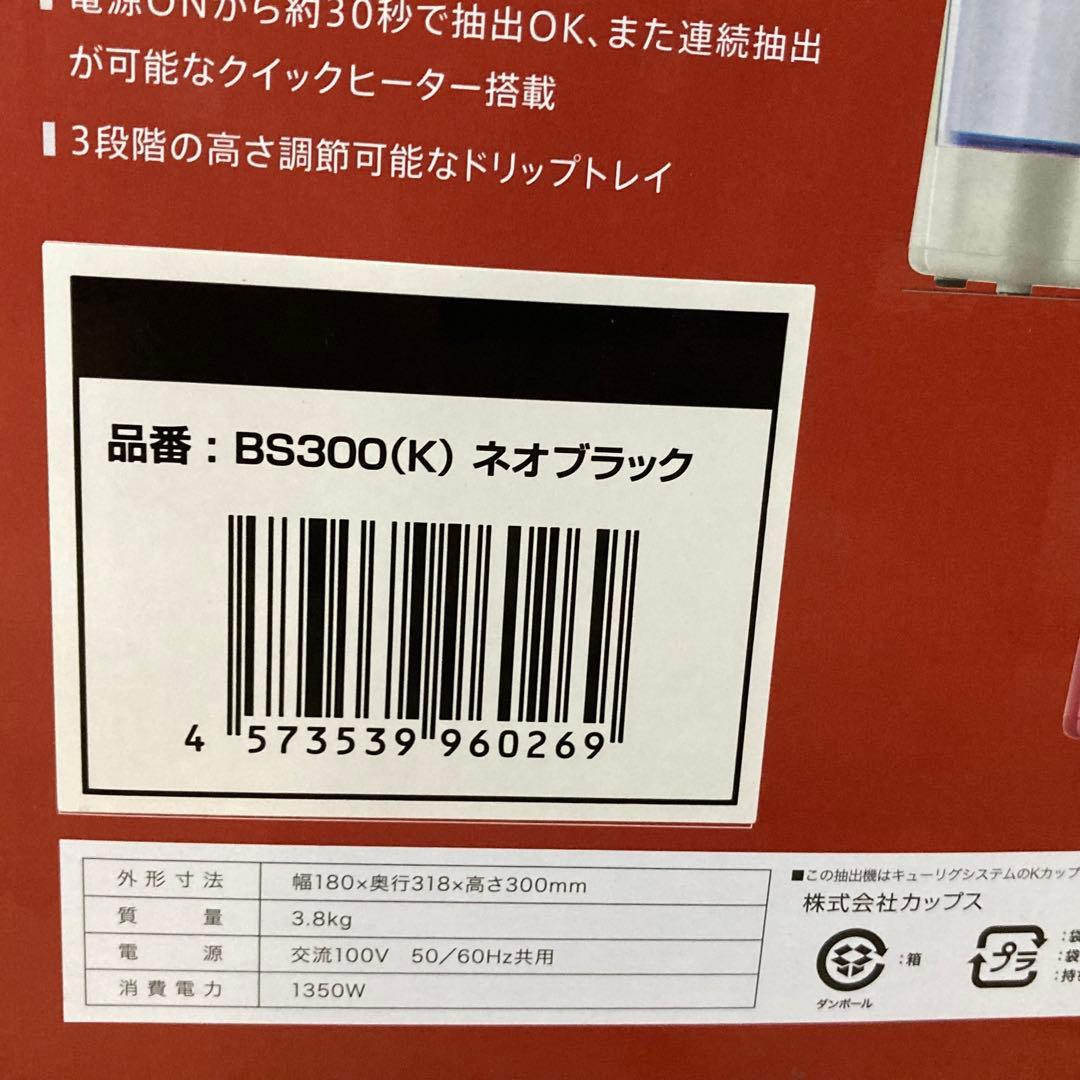 電源ONから約30秒で抽出OK、また連続抽出
が可能なクイックヒーター搭載
3段階の高さ調節可能なドリップトレイ
品番：BS300(K) ネオブラック
4 573539 960269
外形寸法 幅180×奥行318×高さ300mm
質量 3.8kg
電源 交流100V 50／60Hz共用
消費電力 1350W
■この抽出機はキューリグシステムのKカップ
株式会社カップス
：箱
ダンボール
プラ
：袋
：袋
：持ち